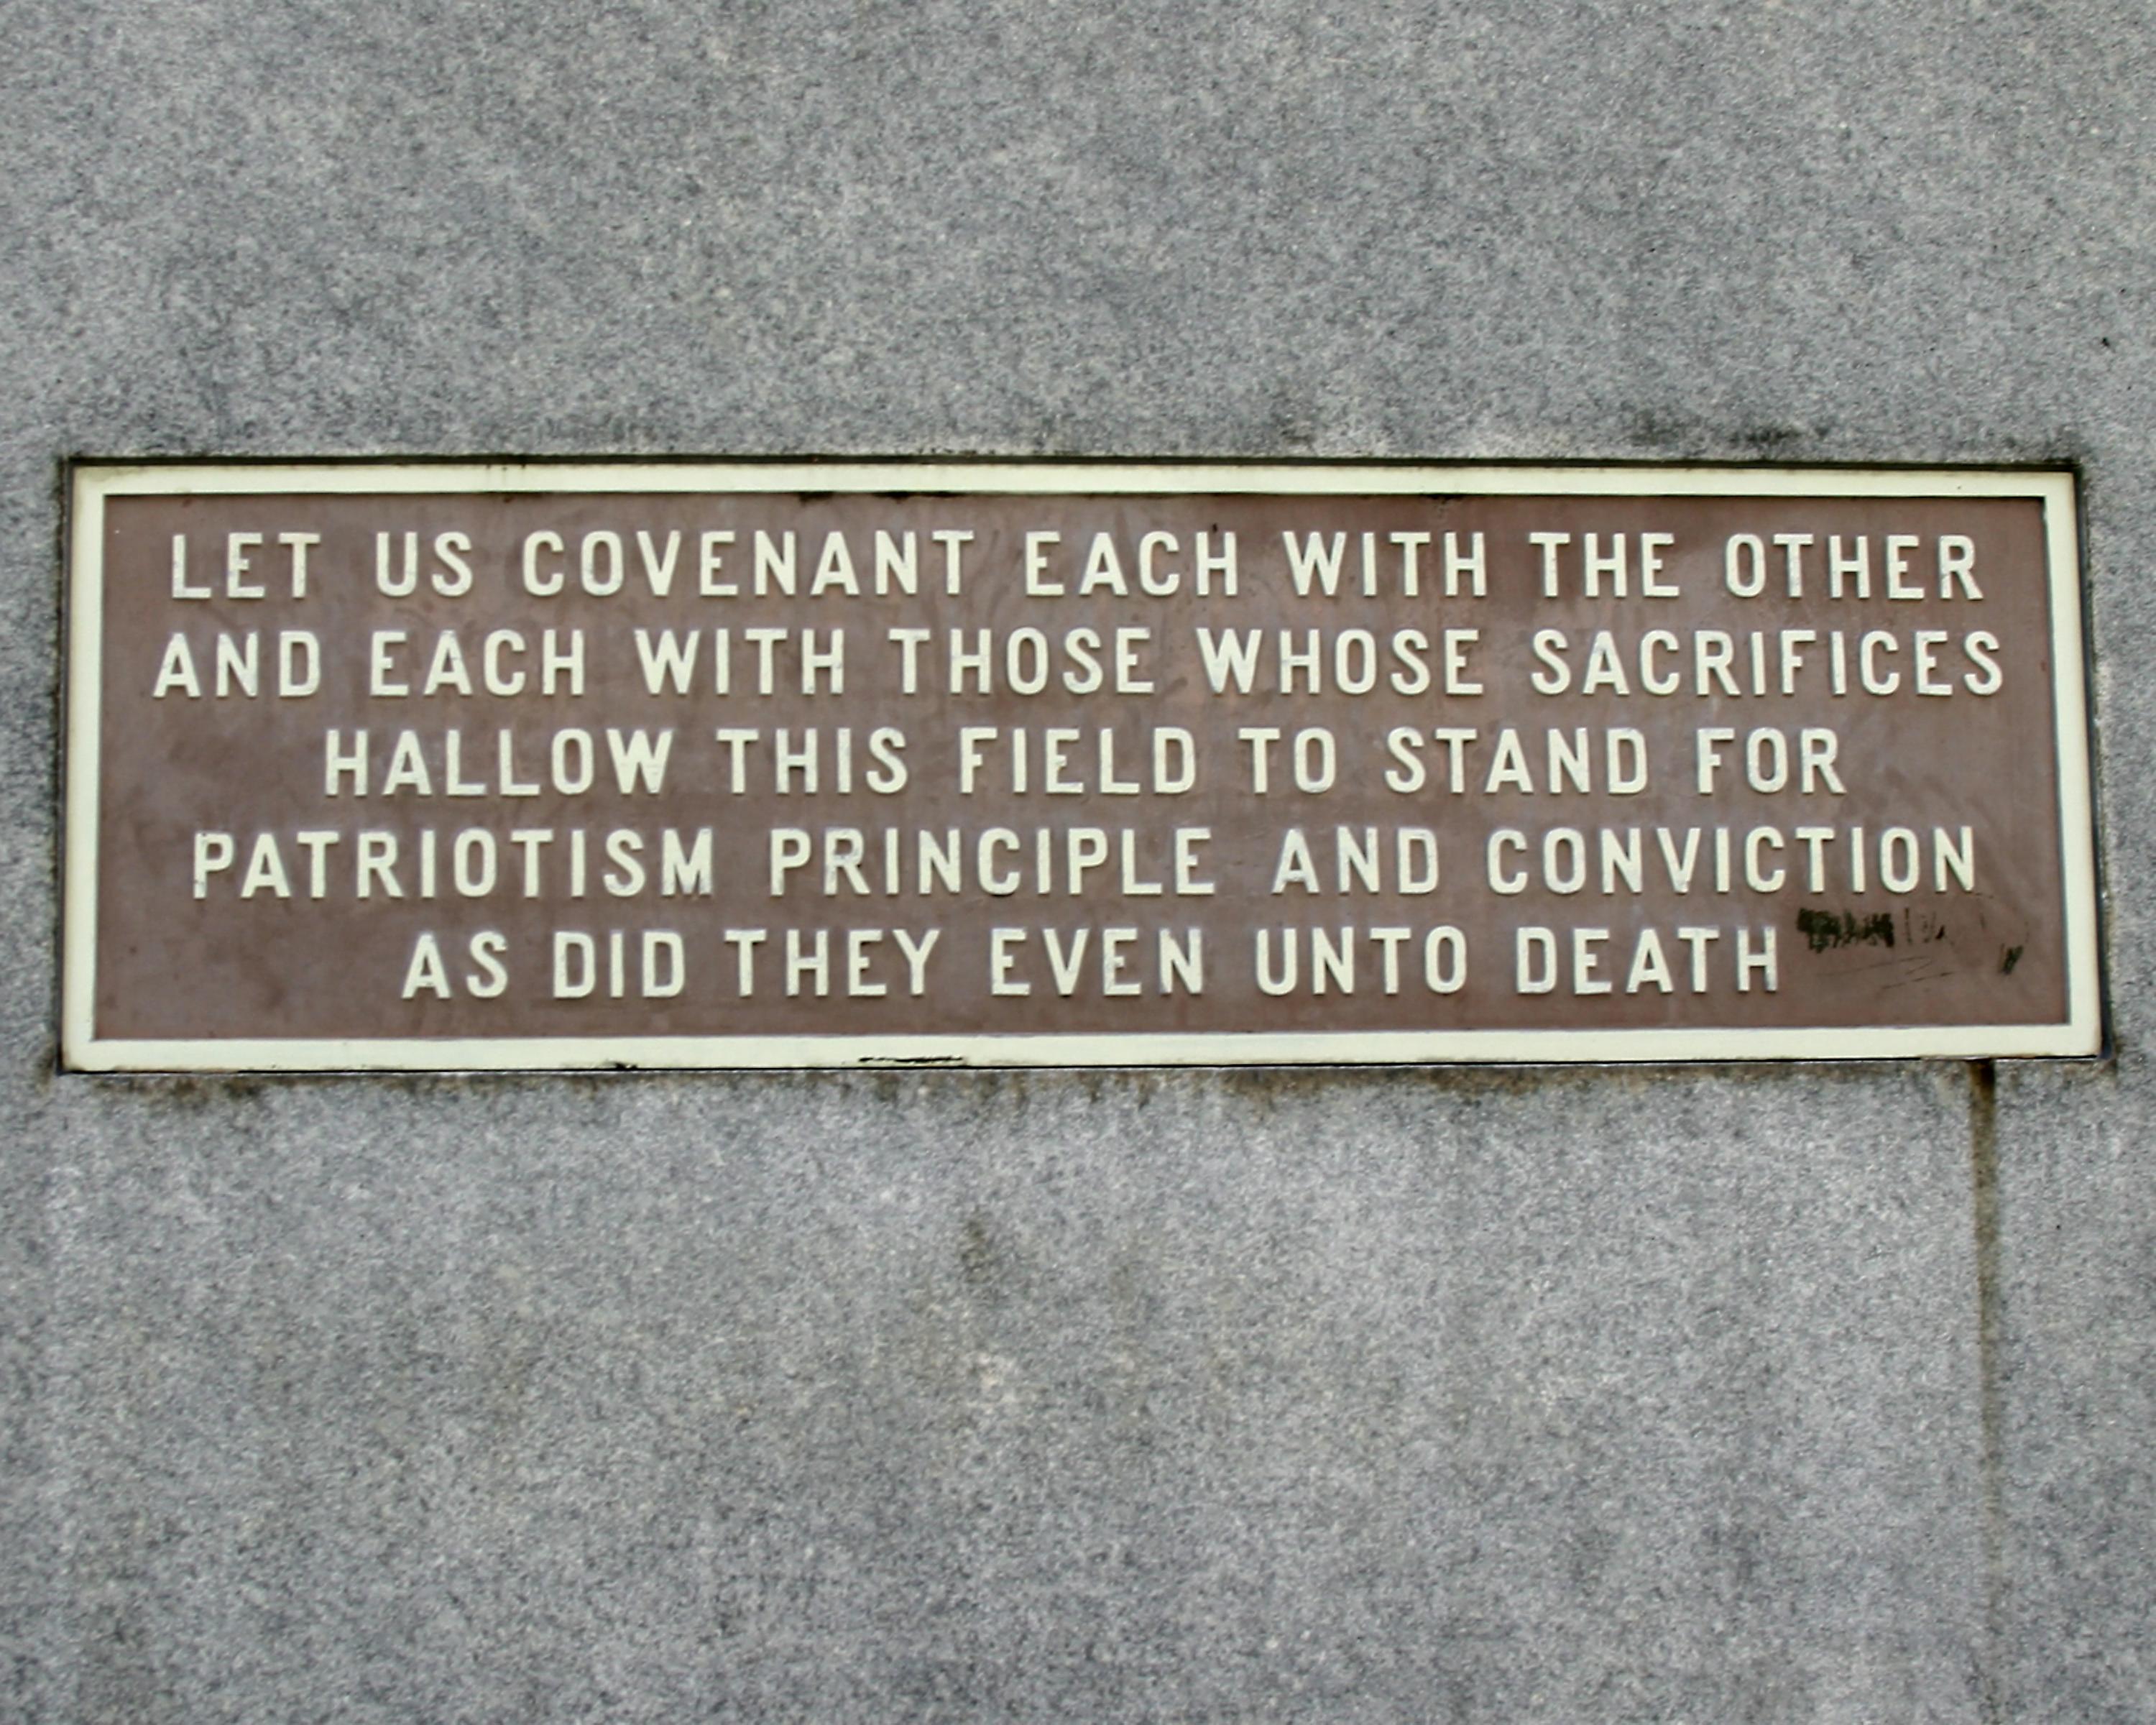 LET US COVENANT EACH WITH THE OTHER
AND EACH WITH THOSE WHOSE SACRIFICES
HALLOW THIS FIELD TO STAND FOR
PATRIOTISM PRINCIPLE AND CONVICTION
AS DID THEY EVEN UNTO DEATH